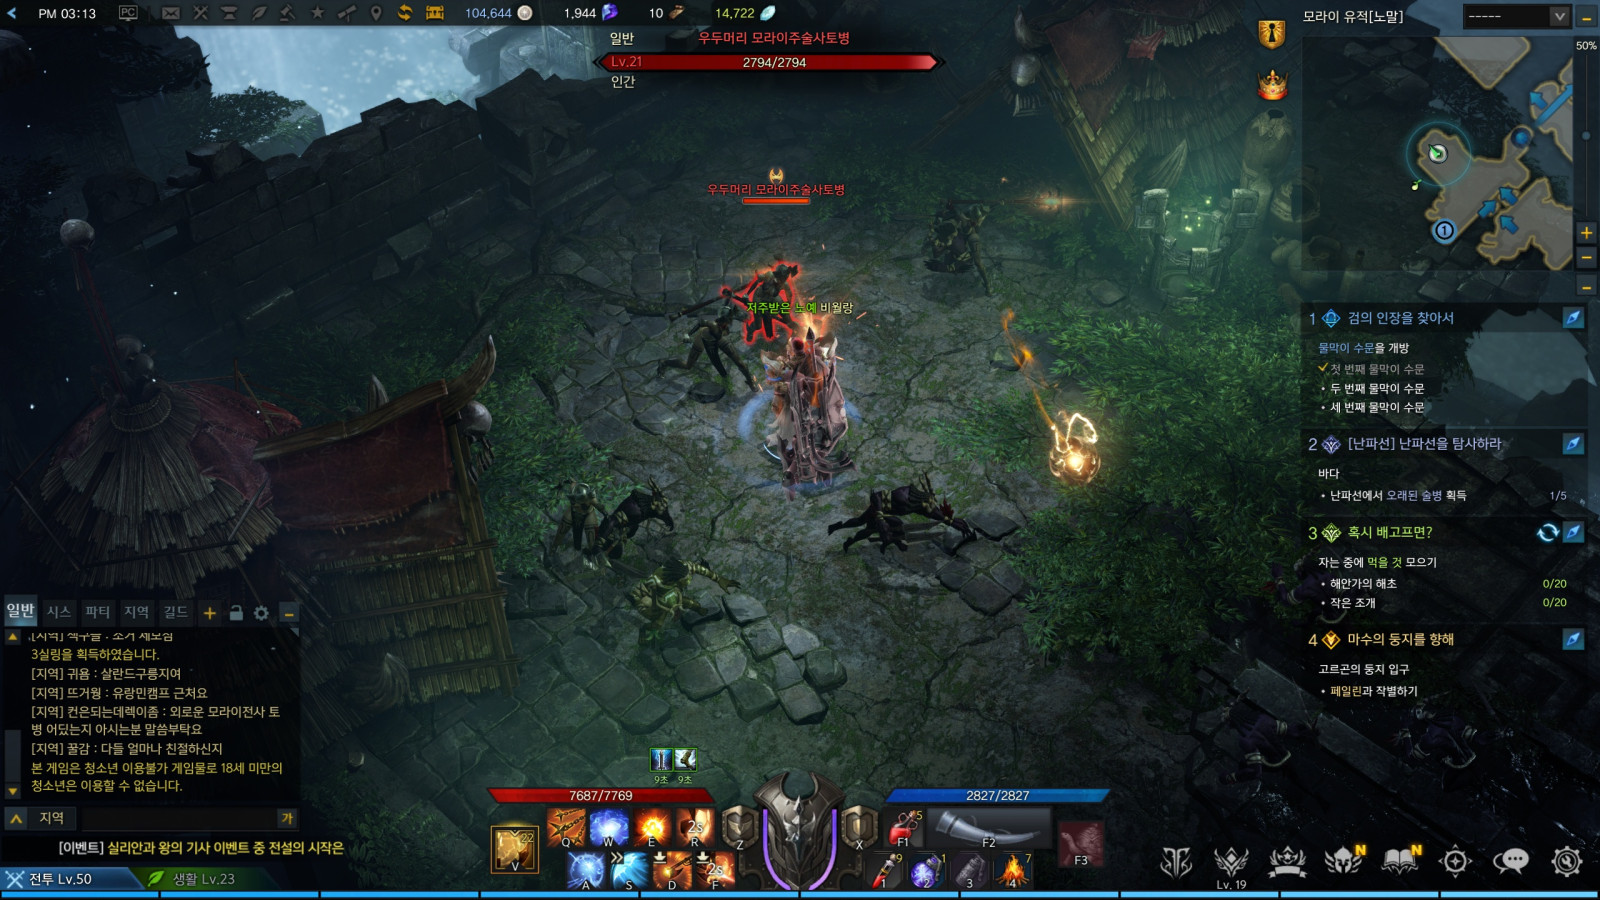 PM 03:13
PC
104,644
1,944
10
14,722
일반
우두머리 모라이주술사토병
Lv.21
2794/2794
인간
모라이 유적[노말]
-----
50%
우두머리 모라이주술사토병
저주받은 노예 비월랑
1
1 검의 인장을 찾아서
물막이 수문을 개방
첫 번째 물막이 수문
• 두 번째 물막이 수문
• 세 번째 물막이 수문
2 [난파선] 난파선을 탐사하라
바다
• 난파선에서 오래된 술병 획득 1/5
3 혹시 배고프면?
자는 중에 먹을 것 모으기
• 해안가의 해초 0/20
• 작은 조개 0/20
4 마수의 둥지를 향해
고르곤의 둥지 입구
• 페일린과 작별하기
일반 시스 파티 지역 길드
3실링을 획득하였습니다.
[지역] 귀욤 : 살란드구릉지여
[지역] 뜨거웡 : 유랑민캠프 근처요
[지역] 컨은되는데렉이좀 : 외로운 모라이전사 토
병 어딨는지 아시는분 말씀부탁요
[지역] 꿀감 : 다들 얼마나 친절하신지
본 게임은 청소년 이용불가 게임물로 18세 미만의
청소년은 이용할 수 없습니다.
지역
가
[이벤트] 실리안과 왕의 기사 이벤트 중 전설의 시작은
전투 Lv.50
생활 Lv.23
9초 9초
7687/7769
2827/2827
22
V
Q W E 2s R
Z
X
A S D 2s F
5
F1
F2
F3
9
1
1
2
3
7
4
Lv. 19
N
N